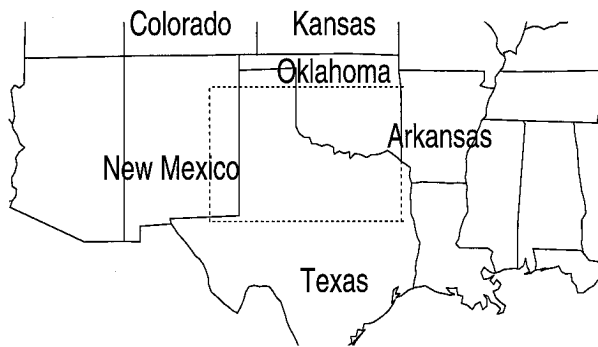 Colorado
Kansas
Oklahoma
Arkansas
New Mexico
Texas